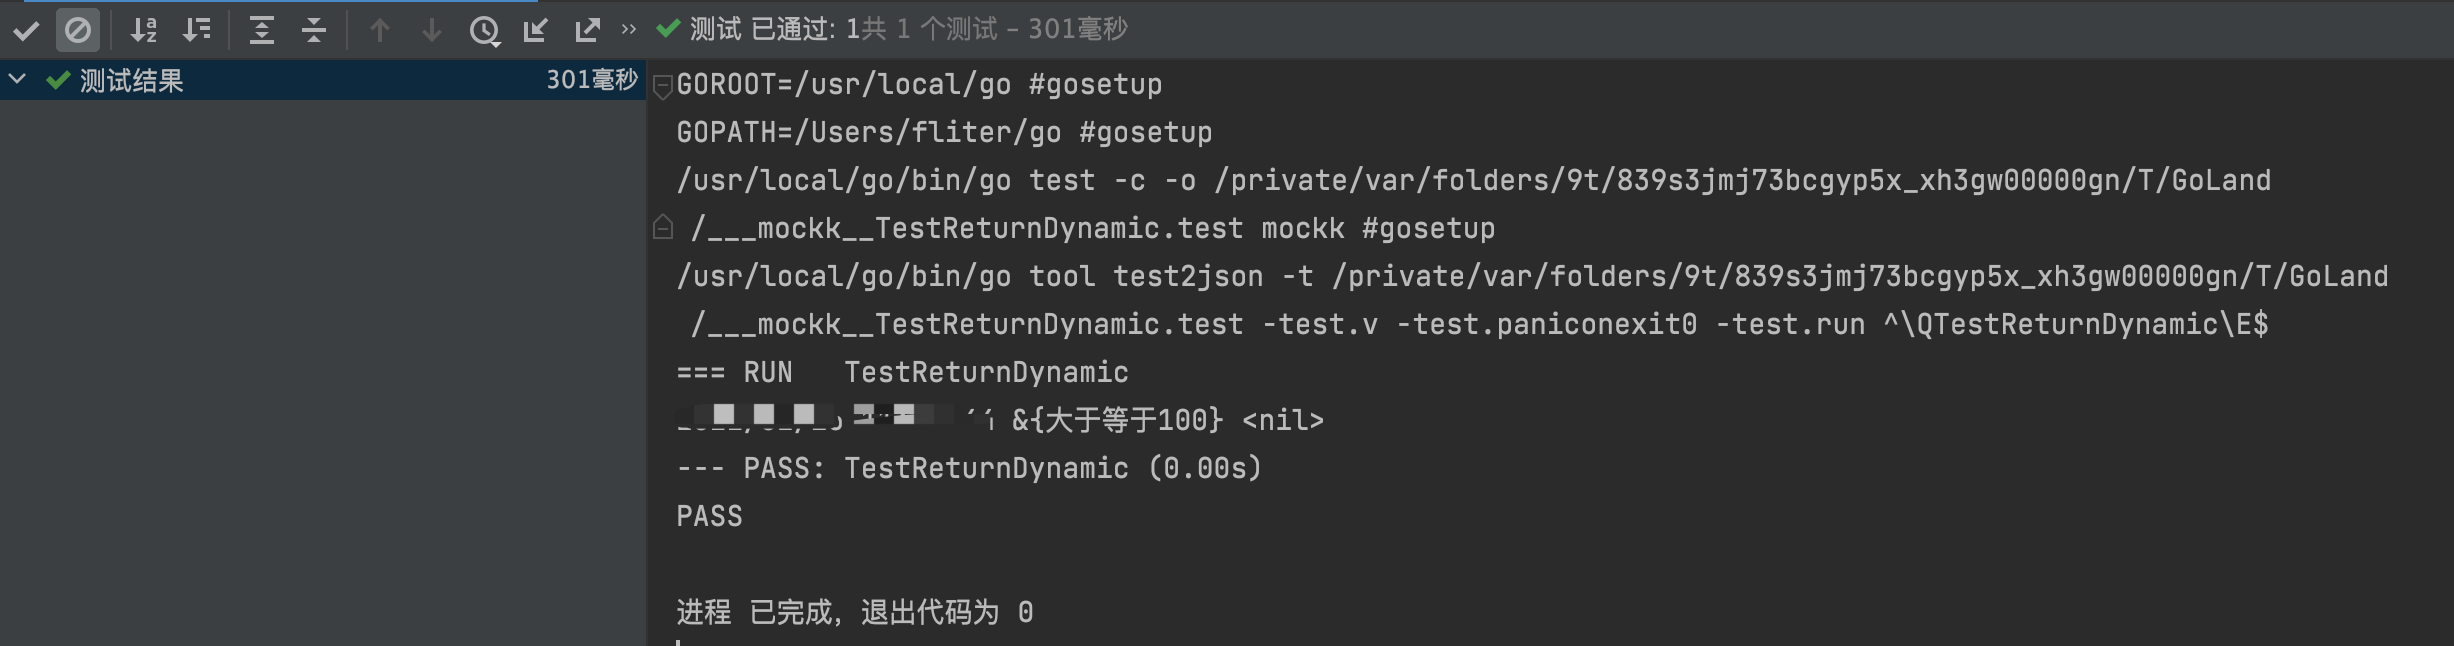 测试 已通过: 1共 1 个测试 – 301毫秒
测试结果 301毫秒
GOROOT=/usr/local/go #gosetup
GOPATH=/Users/fliter/go #gosetup
/usr/local/go/bin/go test -c -o /private/var/folders/9t/839s3jmj73bcgyp5x_xh3gw00000gn/T/GoLand
/___mockk__TestReturnDynamic.test mockk #gosetup
/usr/local/go/bin/go tool test2json -t /private/var/folders/9t/839s3jmj73bcgyp5x_xh3gw00000gn/T/GoLand
/___mockk__TestReturnDynamic.test -test.v -test.paniconexit0 -test.run ^\QTestReturnDynamic\E$
=== RUN   TestReturnDynamic
&{大于等于100} <nil>
--- PASS: TestReturnDynamic (0.00s)
PASS
进程 已完成，退出代码为 0